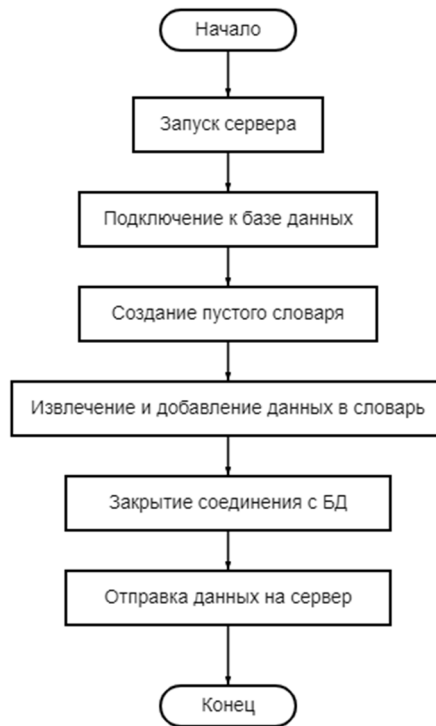 Начало
Запуск сервера
Подключение к базе данных
Создание пустого словаря
Извлечение и добавление данных в словарь
Закрытие соединения с БД
Отправка данных на сервер
Конец